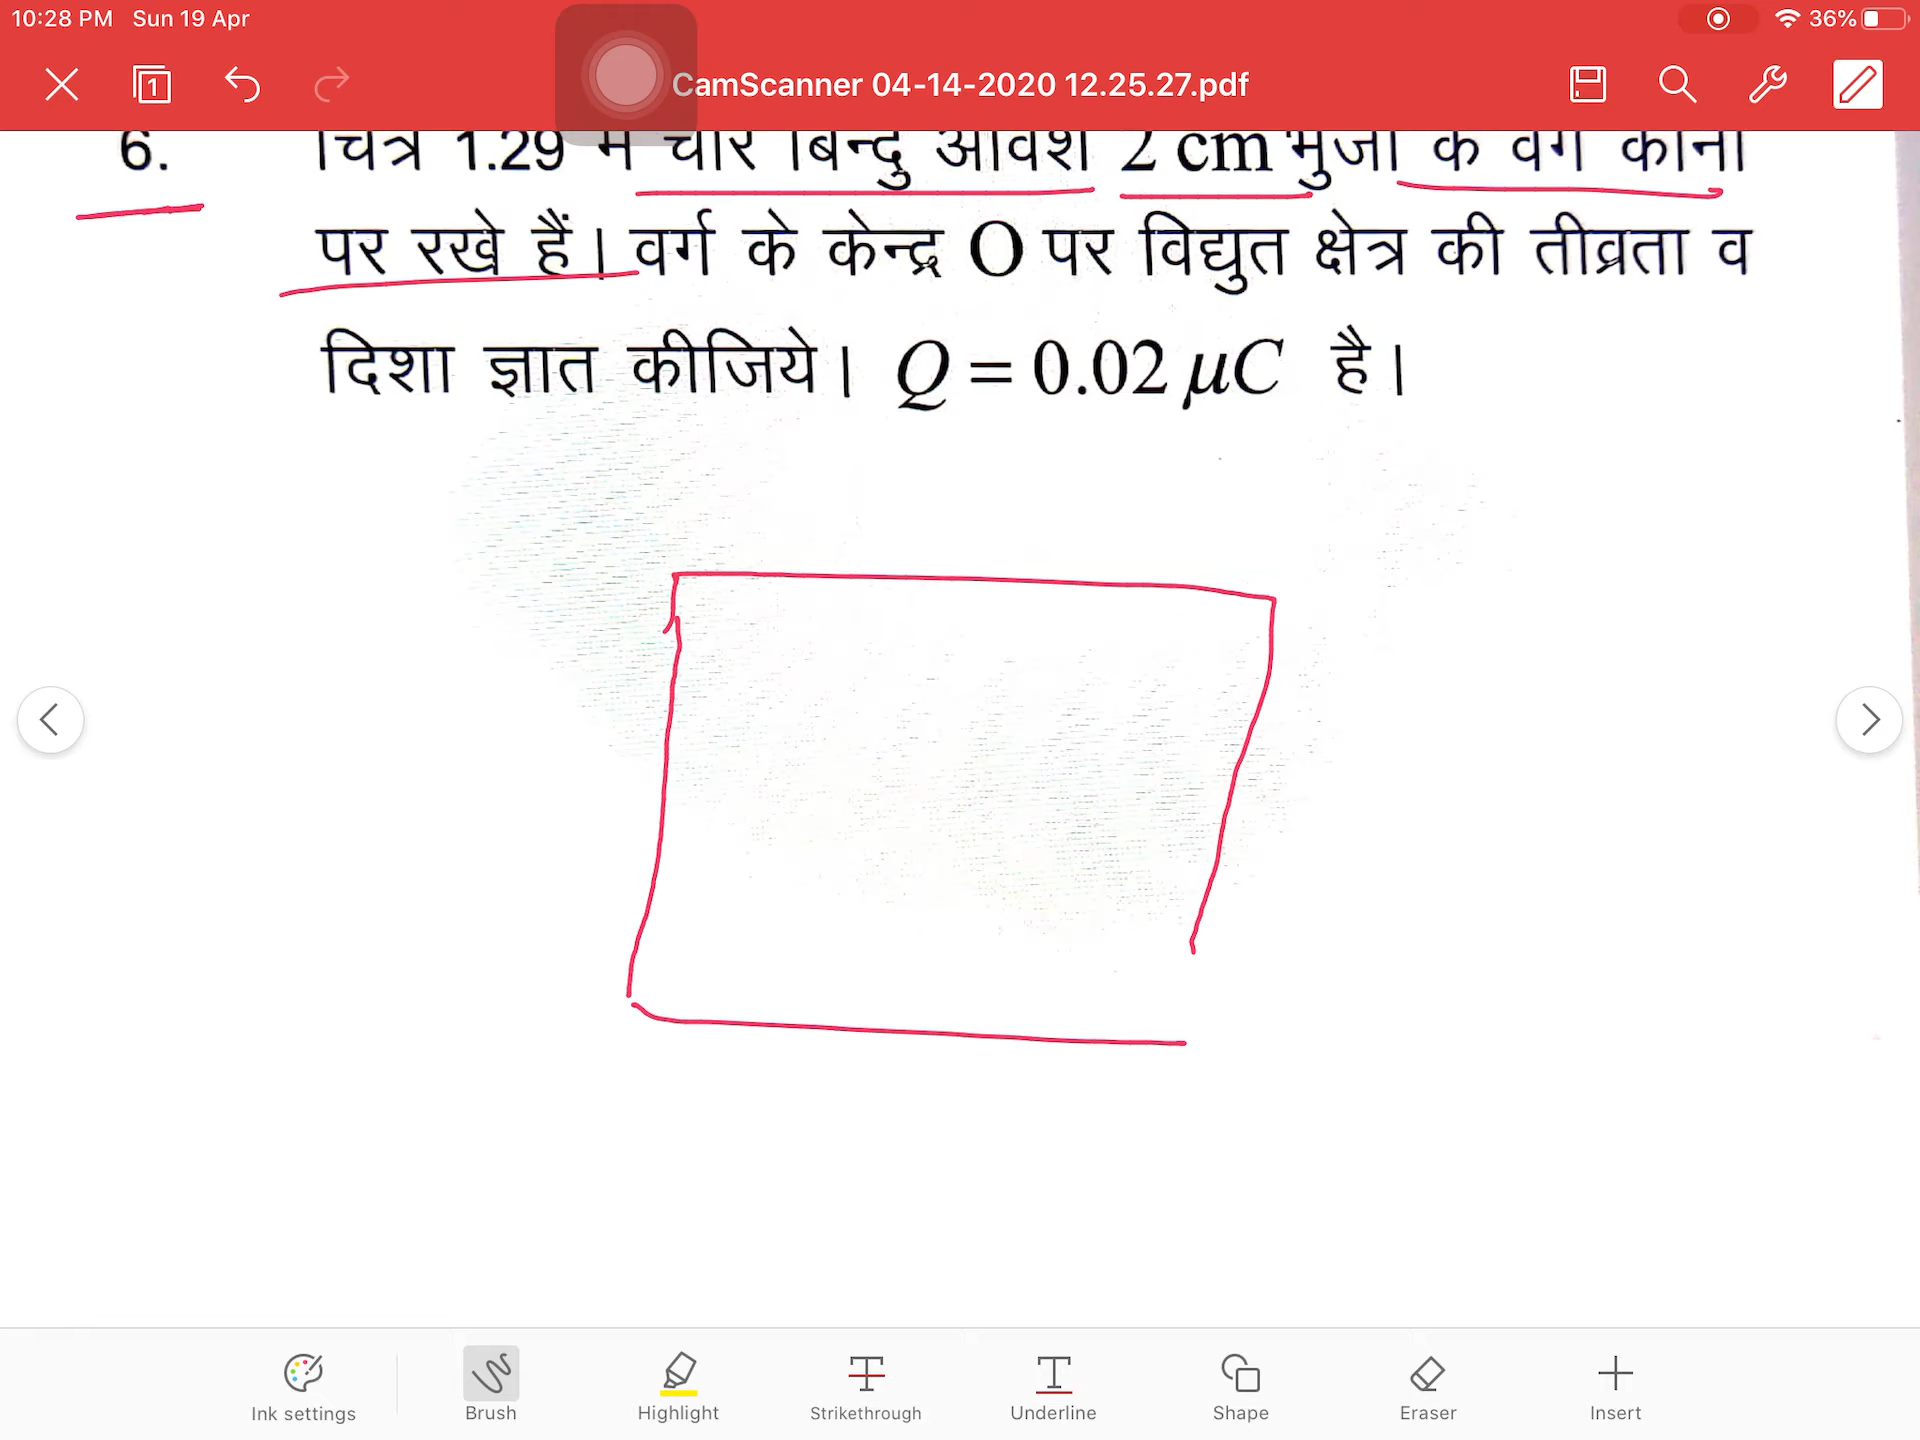 10:28 PM Sun 19 Apr
36%
1
CamScanner 04-14-2020 12.25.27.pdf
6. चित्र 1.29 में चार बिन्दु आवेश 2 cm भुजा के वर्ग कोनों
पर रखे हैं। वर्ग के केन्द्र O पर विद्युत क्षेत्र की तीव्रता व
दिशा ज्ञात कीजिये। Q = 0.02 μC है।
Ink settings
Brush
Highlight
Strikethrough
Underline
Shape
Eraser
Insert